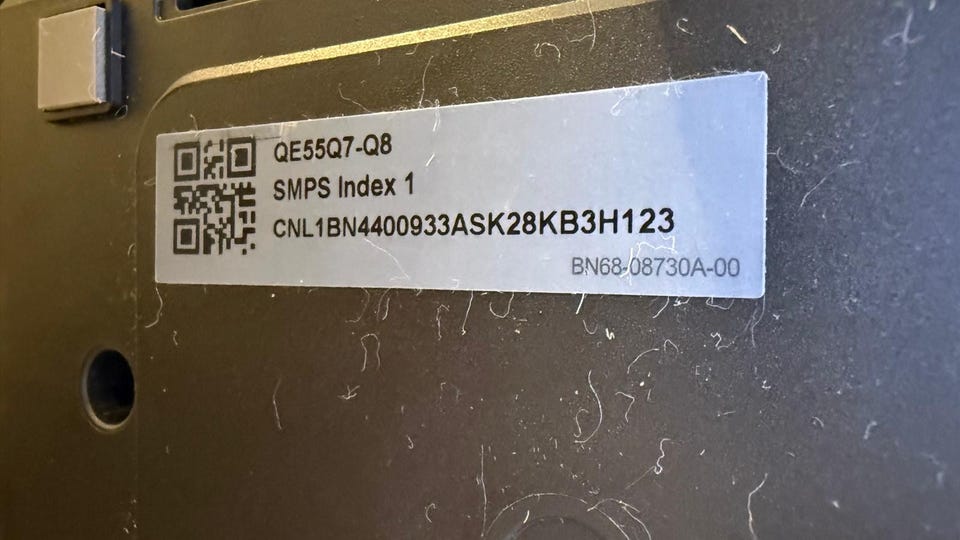 QE55Q7-Q8
SMPS Index 1
CNL1BN4400933ASK28KB3H123
BN68-08730A-00